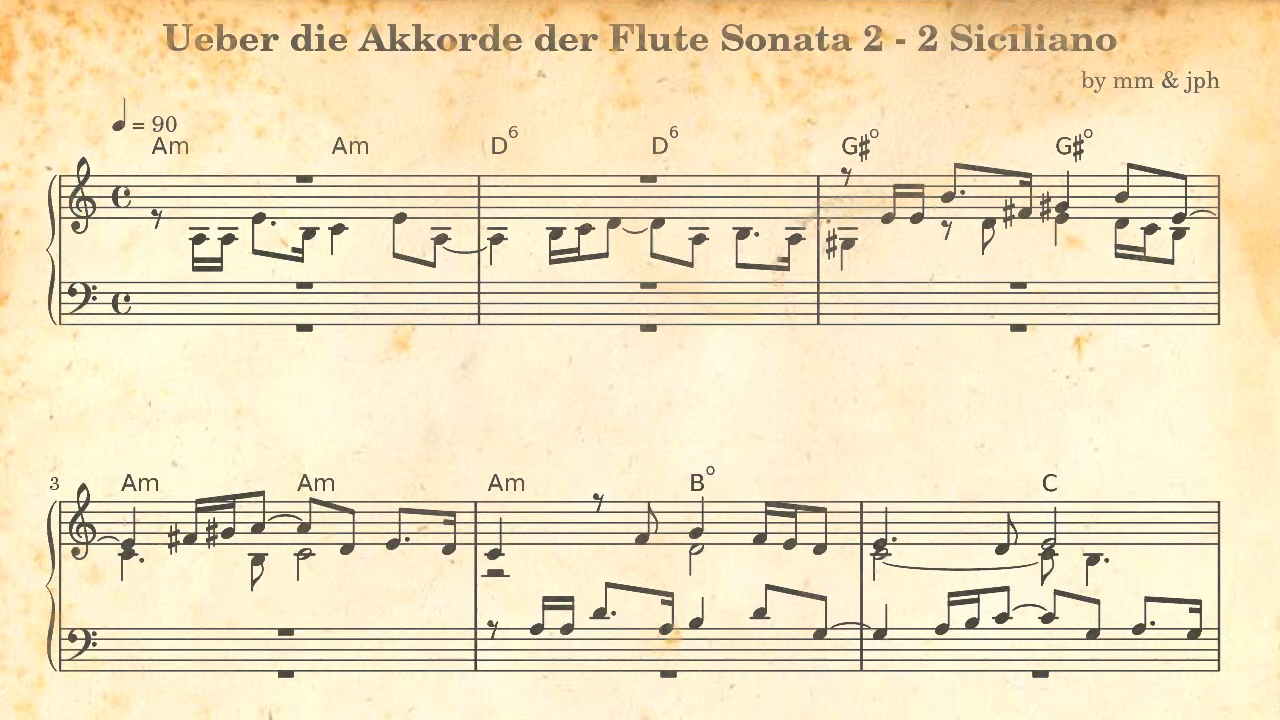 Ueber die Akkorde der Flute Sonata 2 - 2 Siciliano
by mm & jph
♩ = 90
Am Am D6 D6 G♯o G♯o
3 Am Am Am Bo C